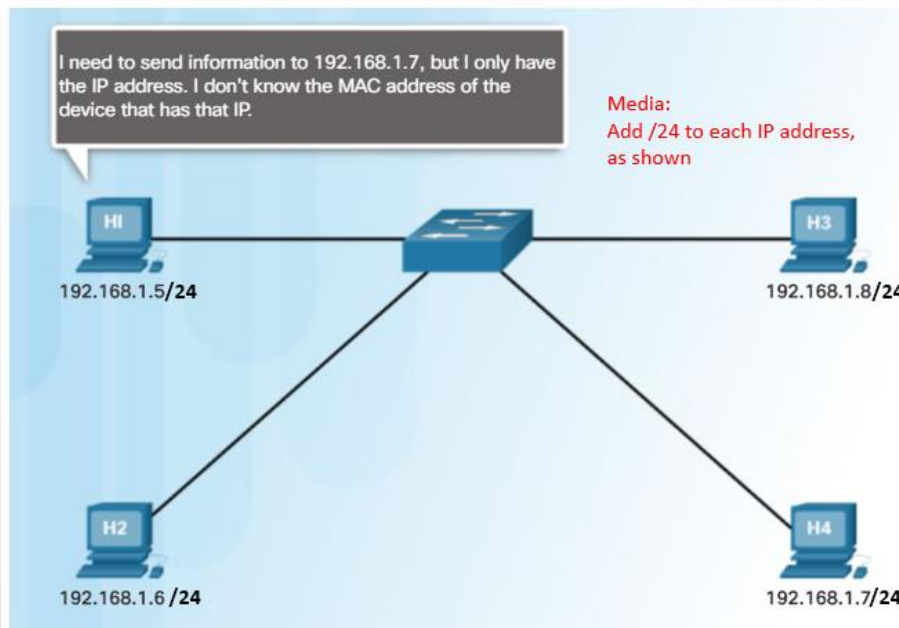 I need to send information to 192.168.1.7, but I only have
the IP address. I don't know the MAC address of the
device that has that IP.
Media:
Add /24 to each IP address,
as shown
HI
H3
192.168.1.5/24
192.168.1.8/24
H2
H4
192.168.1.6 /24
192.168.1.7/24